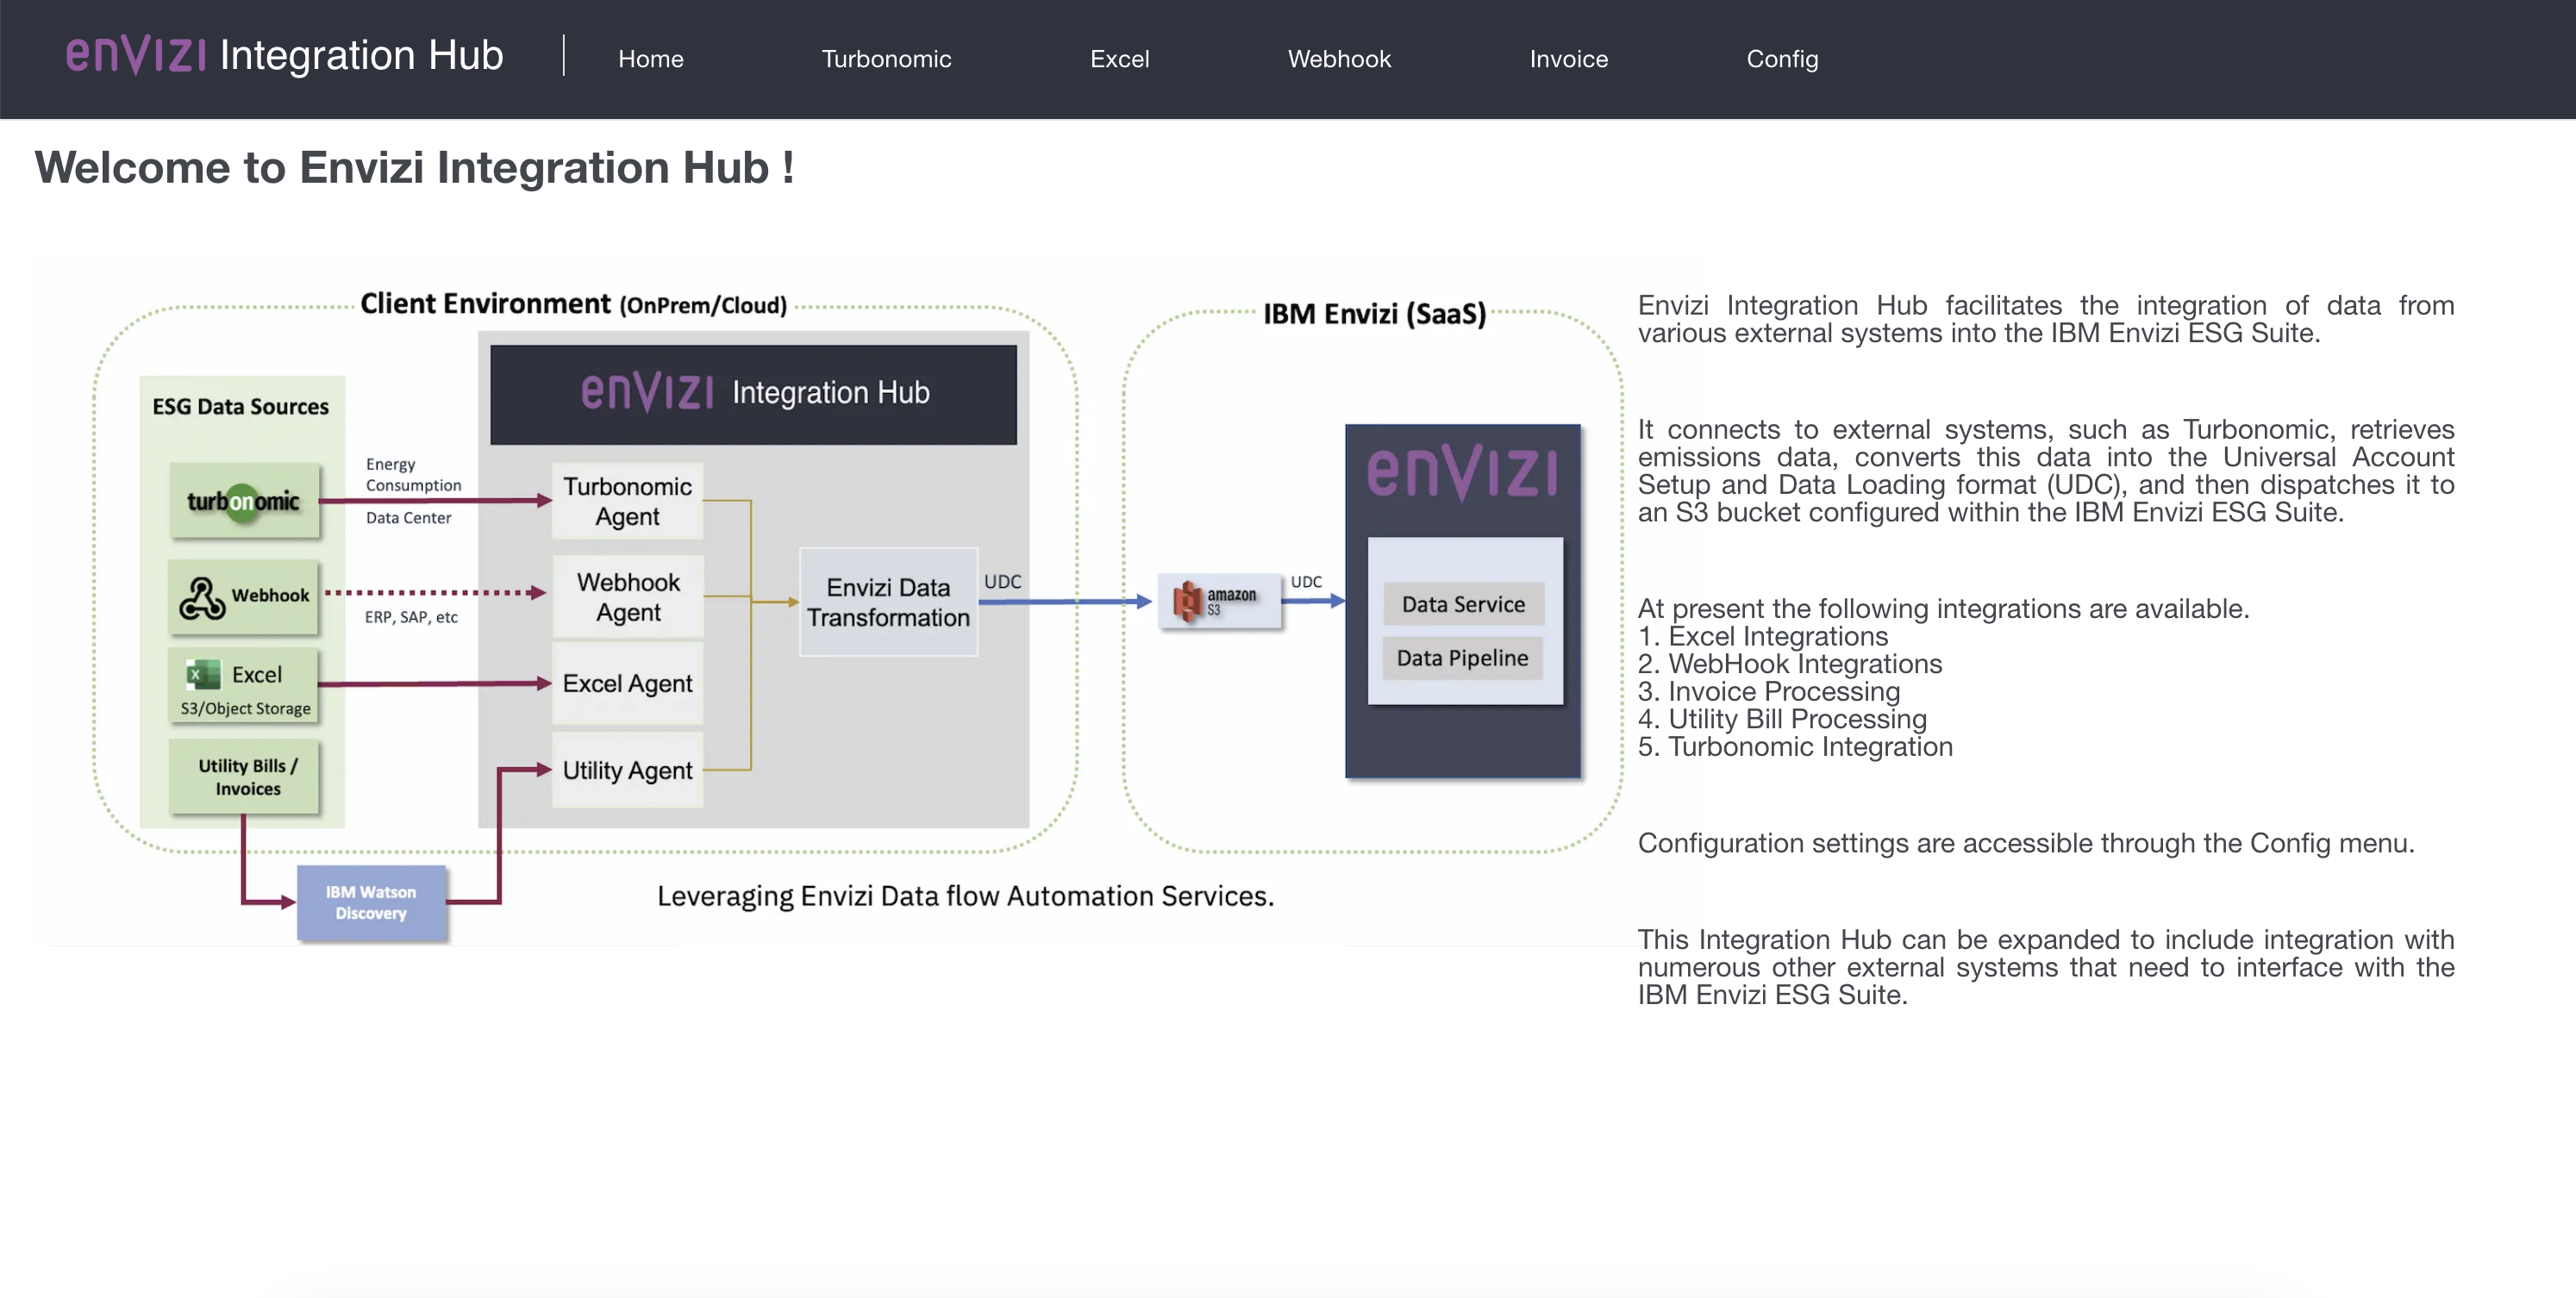 enVIZI Integration Hub
Home
Turbonomic
Excel
Webhook
Invoice
Config
Welcome to Envizi Integration Hub !
Client Environment (OnPrem/Cloud)
ESG Data Sources
turbonomic
Webhook
Excel
S3/Object Storage
Utility Bills /
Invoices
Energy
Consumption
Data Center
ERP, SAP, etc
IBM Watson
Discovery
enVIZI Integration Hub
Turbonomic
Agent
Webhook
Agent
Excel Agent
Utility Agent
Envizi Data
Transformation
UDC
IBM Envizi (SaaS)
amazon
S3
UDC
enVIZI
Data Service
Data Pipeline
Leveraging Envizi Data flow Automation Services.
Envizi Integration Hub facilitates the integration of data from
various external systems into the IBM Envizi ESG Suite.
It connects to external systems, such as Turbonomic, retrieves
emissions data, converts this data into the Universal Account
Setup and Data Loading format (UDC), and then dispatches it to
an S3 bucket configured within the IBM Envizi ESG Suite.
At present the following integrations are available.
1. Excel Integrations
2. WebHook Integrations
3. Invoice Processing
4. Utility Bill Processing
5. Turbonomic Integration
Configuration settings are accessible through the Config menu.
This Integration Hub can be expanded to include integration with
numerous other external systems that need to interface with the
IBM Envizi ESG Suite.